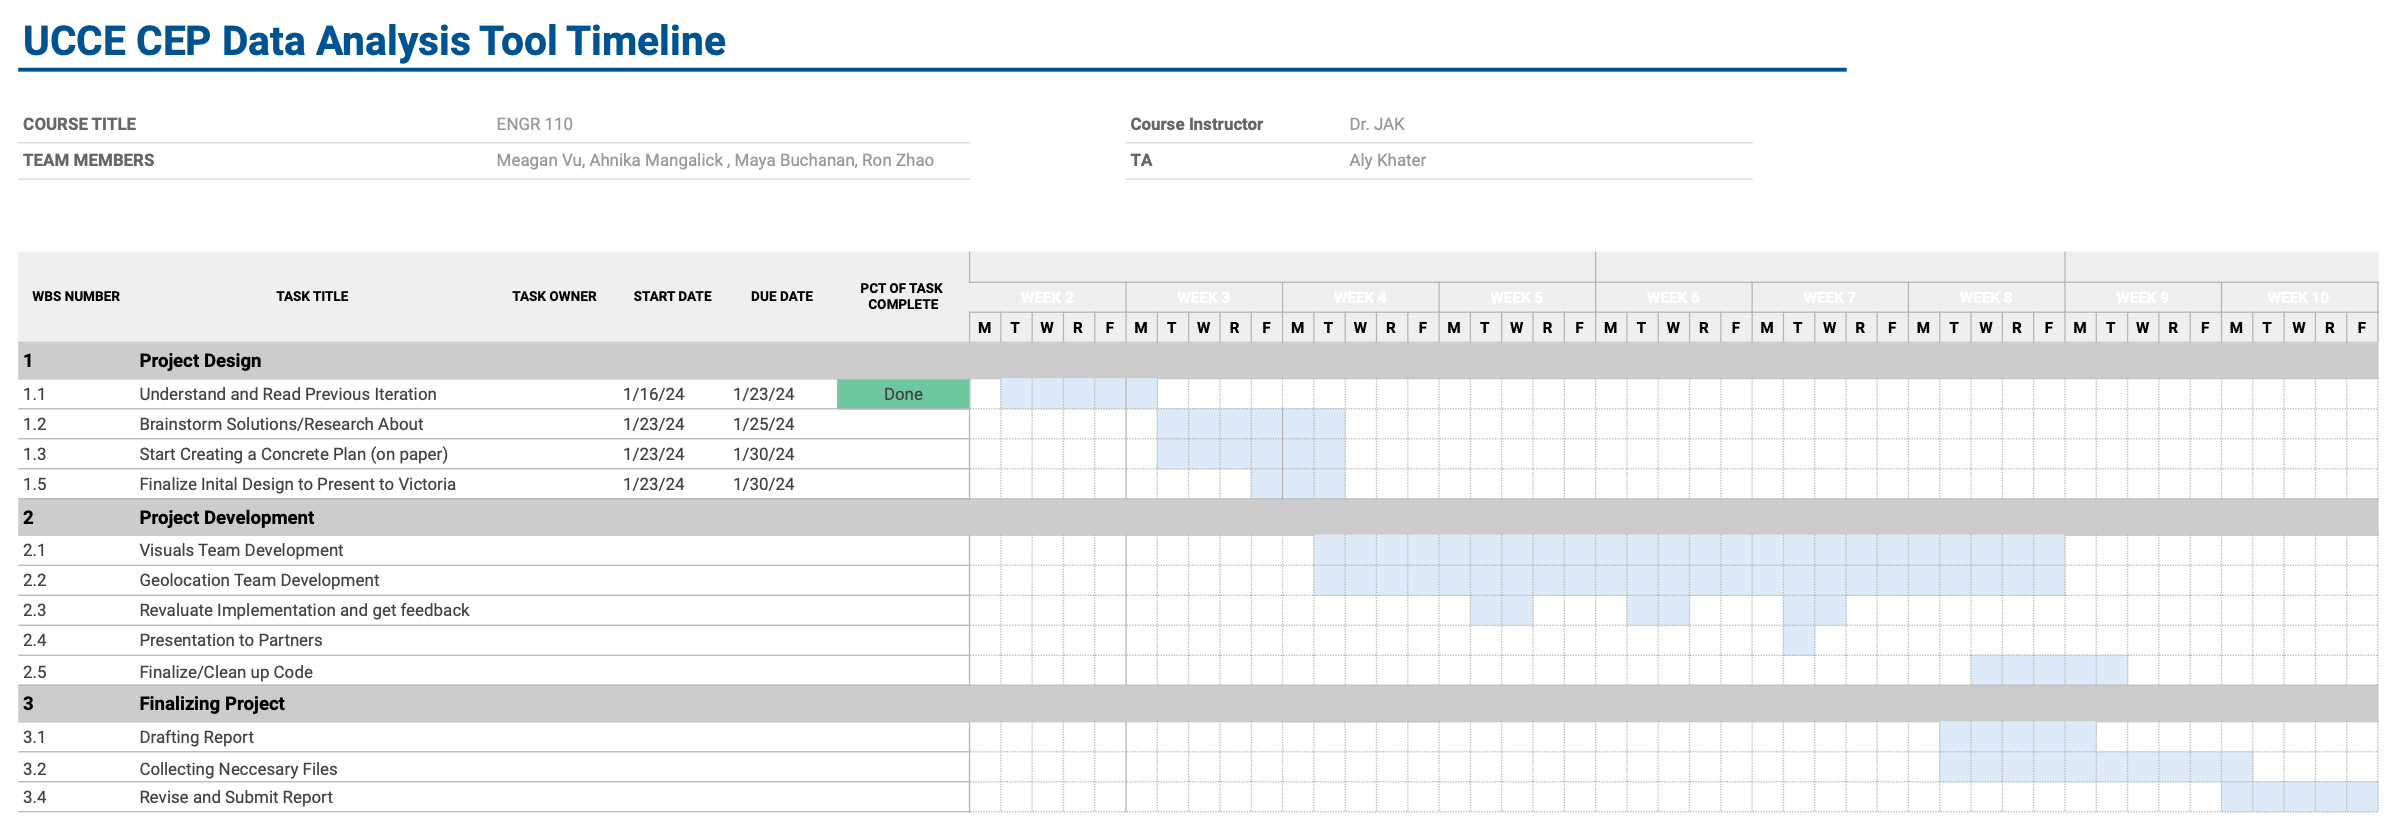 UCCE CEP Data Analysis Tool Timeline
COURSE TITLE ENGR 110 Course Instructor Dr. JAK
TEAM MEMBERS Meagan Vu, Ahnika Mangalick , Maya Buchanan, Ron Zhao TA Aly Khater
WBS NUMBER TASK TITLE TASK OWNER START DATE DUE DATE PCT OF TASK COMPLETE
WEEK 2 WEEK 3 WEEK 4 WEEK 5 WEEK 6 WEEK 7 WEEK 8 WEEK 9 WEEK 10
M T W R F M T W R F M T W R F M T W R F M T W R F M T W R F M T W R F M T W R F M T W R F
1 Project Design
1.1 Understand and Read Previous Iteration 1/16/24 1/23/24 Done
1.2 Brainstorm Solutions/Research About 1/23/24 1/25/24
1.3 Start Creating a Concrete Plan (on paper) 1/23/24 1/30/24
1.5 Finalize Inital Design to Present to Victoria 1/23/24 1/30/24
2 Project Development
2.1 Visuals Team Development
2.2 Geolocation Team Development
2.3 Revaluate Implementation and get feedback
2.4 Presentation to Partners
2.5 Finalize/Clean up Code
3 Finalizing Project
3.1 Drafting Report
3.2 Collecting Neccesary Files
3.4 Revise and Submit Report